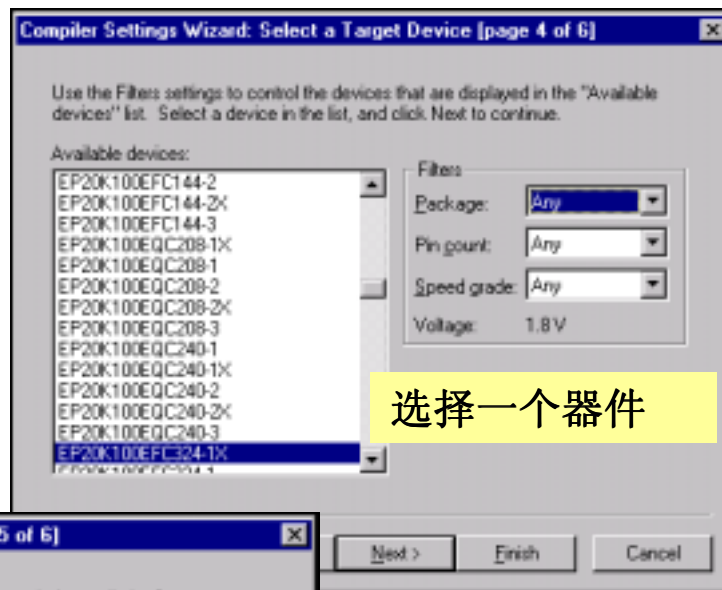 Compiler Settings Wizard: Select a Target Device [page 4 of 6]
Use the Filters settings to control the devices that are displayed in the "Available
devices" list. Select a device in the list, and click Next to continue.
Available devices:
EP20K100EFC144-2
EP20K100EFC144-2X
EP20K100EFC144-3
EP20K100EQC208-1X
EP20K100EQC208-1
EP20K100EQC208-2
EP20K100EQC208-2X
EP20K100EQC208-3
EP20K100EQC240-1
EP20K100EQC240-1X
EP20K100EQC240-2
EP20K100EQC240-2X
EP20K100EQC240-3
EP20K100EFC324-1X
Filters
Package: Any
Pin count: Any
Speed grade: Any
Voltage: 1.8 V
选择一个器件
5 of 6]
Next >
Finish
Cancel